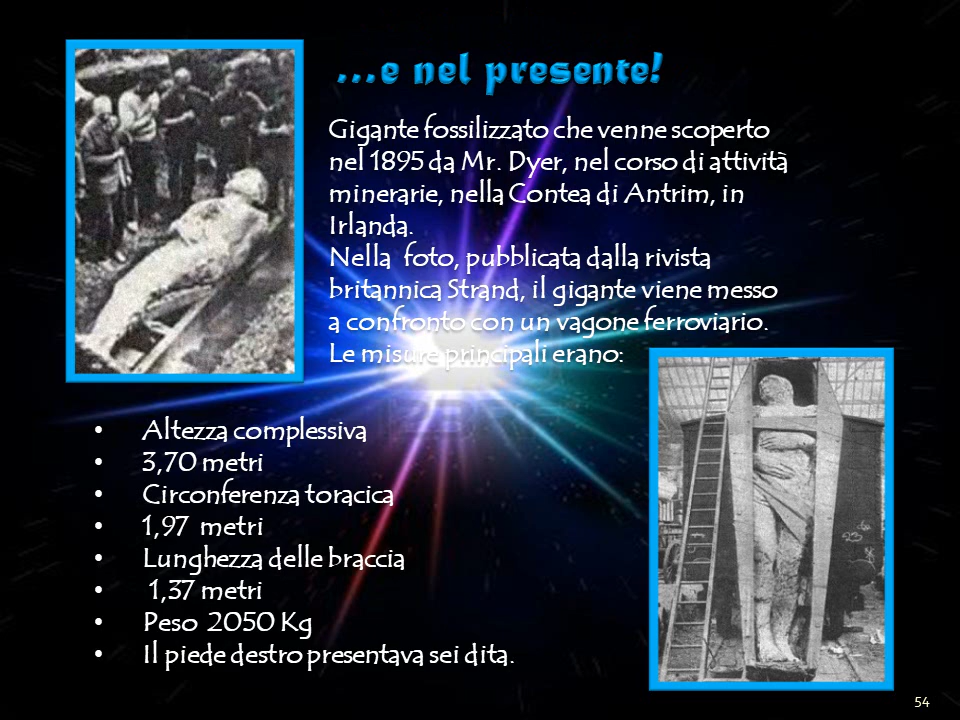 ...e nel presente!
Gigante fossilizzato che venne scoperto
nel 1895 da Mr. Dyer, nel corso di attività
minerarie, nella Contea di Antrim, in
Irlanda.
Nella foto, pubblicata dalla rivista
britannica Strand, il gigante viene messo
a confronto con un vagone ferroviario.
Le misure principali erano:
• Altezza complessiva
• 3,70 metri
• Circonferenza toracica
• 1,97 metri
• Lunghezza delle braccia
• 1,37 metri
• Peso 2050 Kg
• Il piede destro presentava sei dita.
54